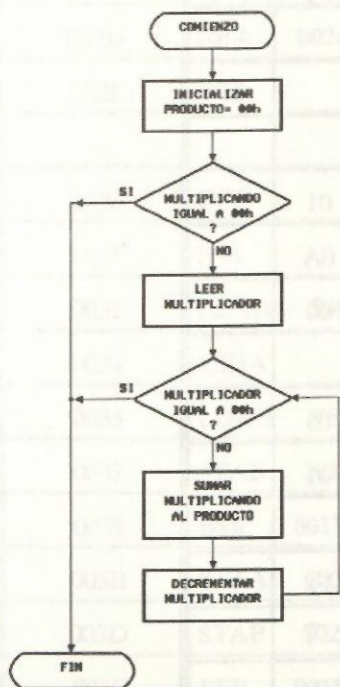 COMIENZO
INICIALIZAR
PRODUCTO= 00h
SI
MULTIPLICANDO
IGUAL A 00h
?
NO
LEER
MULTIPLICADOR
SI
MULTIPLICADOR
IGUAL A 00h
?
NO
SUMAR
MULTIPLICANDO
AL PRODUCTO
DECREMENTAR
MULTIPLICADOR
FIN